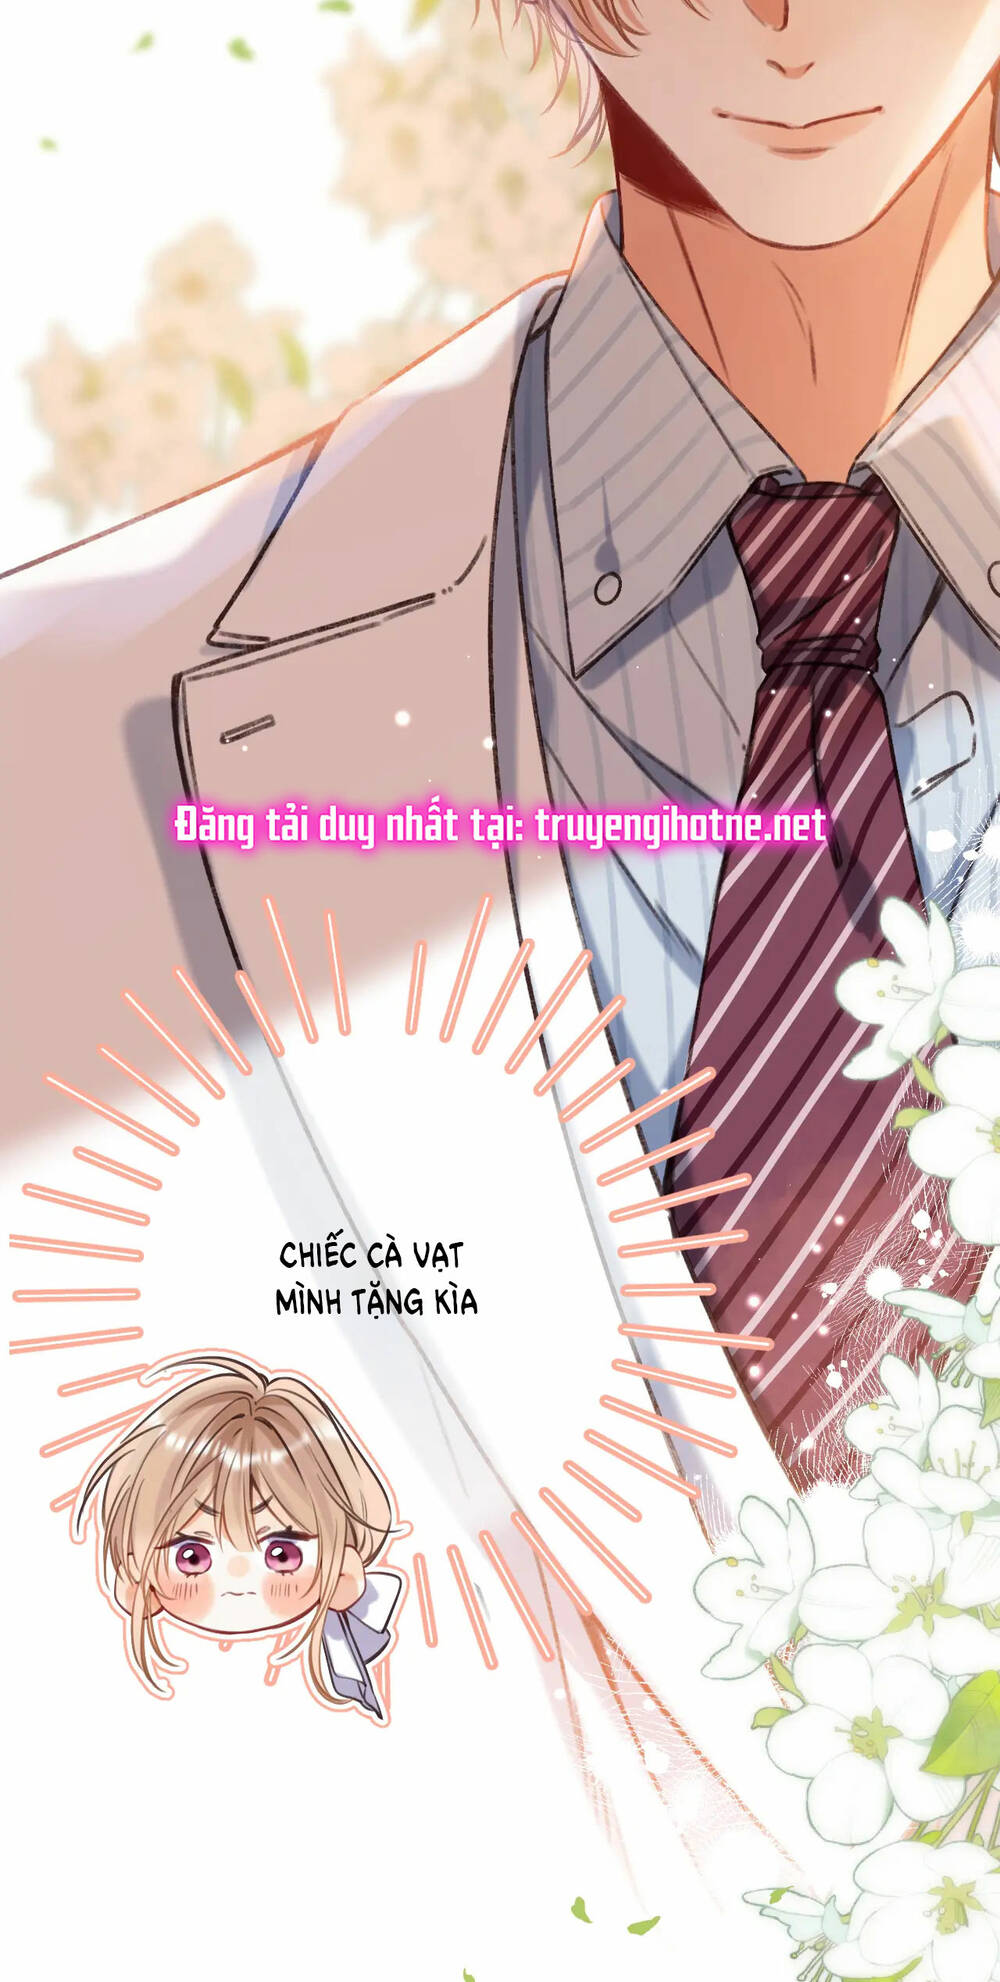 Đăng tải duy nhất tại: truyengihotne.net
CHIẾC CÀ VẠT
MÌNH TẶNG KÌA